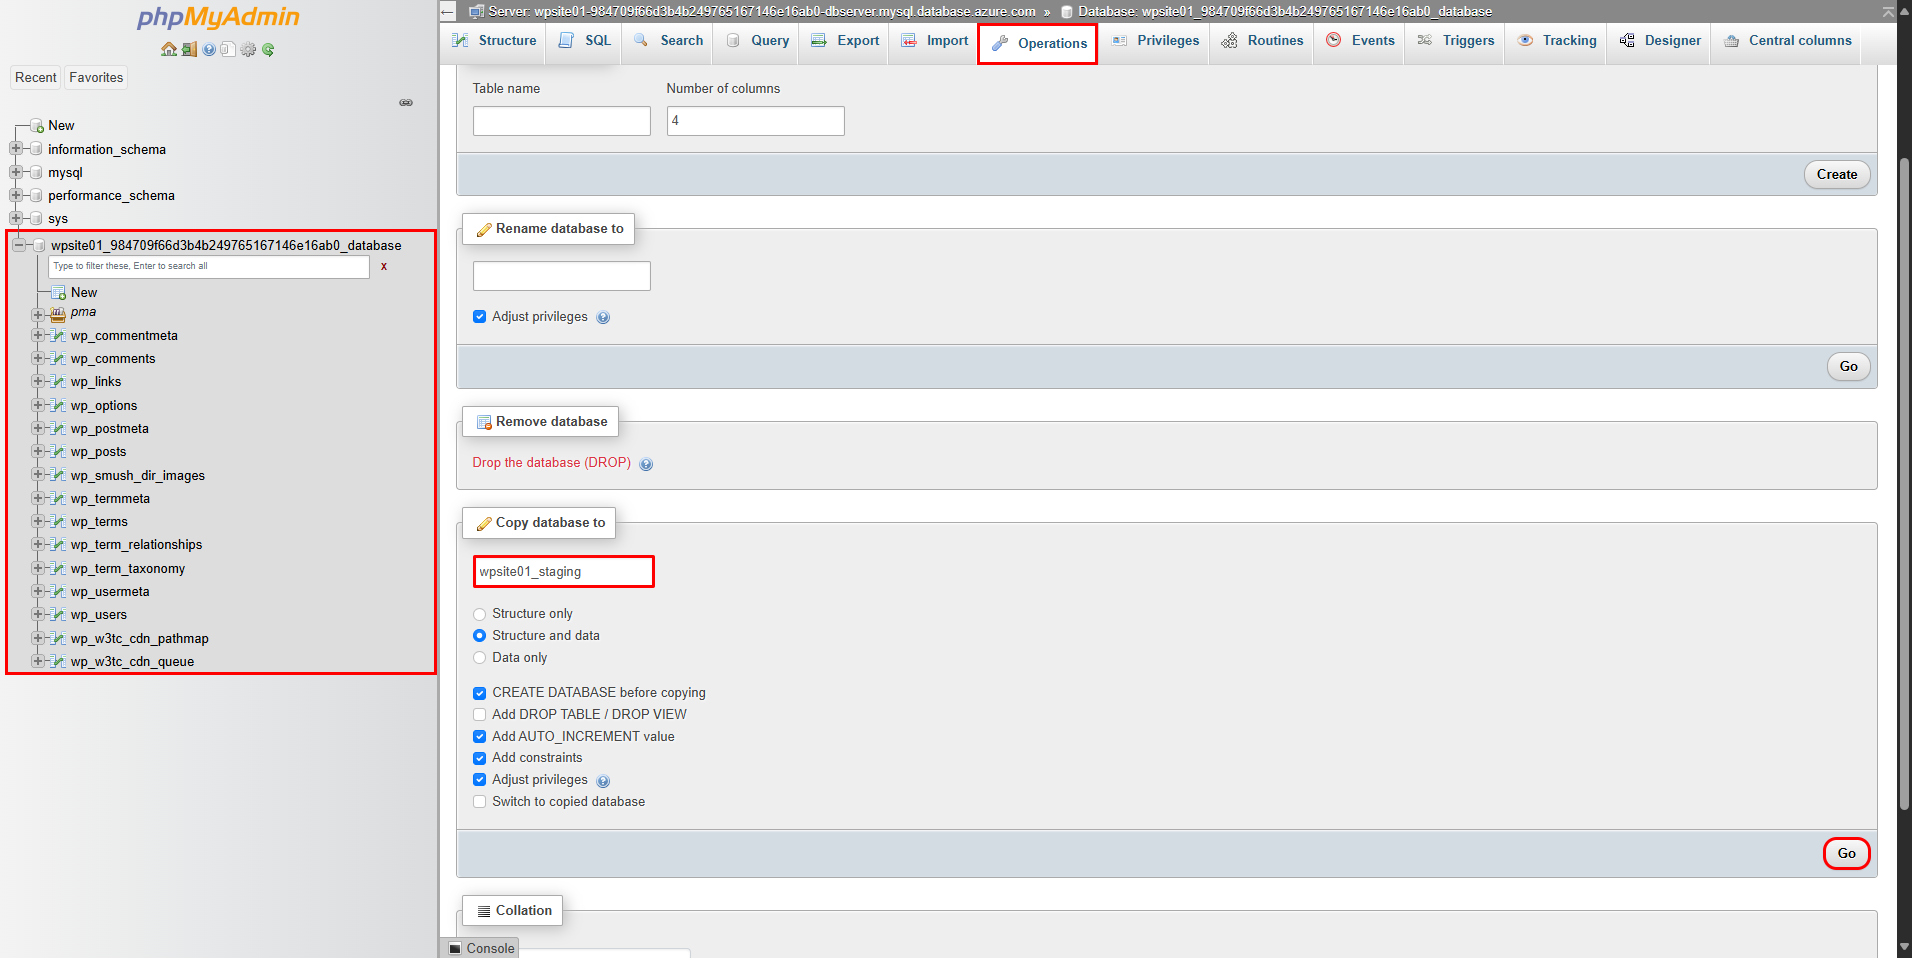 phpMyAdmin
Recent Favorites
New
information_schema
mysql
performance_schema
sys
wpsite01_984709f66d3b4b249765167146e16ab0_database
Type to filter these, Enter to search all X
New
pma
wp_commentmeta
wp_comments
wp_links
wp_options
wp_postmeta
wp_posts
wp_smush_dir_images
wp_termmeta
wp_terms
wp_term_relationships
wp_term_taxonomy
wp_usermeta
wp_users
wp_w3tc_cdn_pathmap
wp_w3tc_cdn_queue
Server: wpsite01-984709f66d3b4b249765167146e16ab0-dbserver.mysql.database.azure.com » Database: wpsite01_984709f66d3b4b249765167146e16ab0_database
Structure SQL Search Query Export Import Operations Privileges Routines Events Triggers Tracking Designer Central columns
Table name Number of columns
4
Create
Rename database to
Adjust privileges
Go
Remove database
Drop the database (DROP)
Copy database to
wpsite01_staging
Structure only
Structure and data
Data only
CREATE DATABASE before copying
Add DROP TABLE / DROP VIEW
Add AUTO_INCREMENT value
Add constraints
Adjust privileges
Switch to copied database
Go
Collation
Console